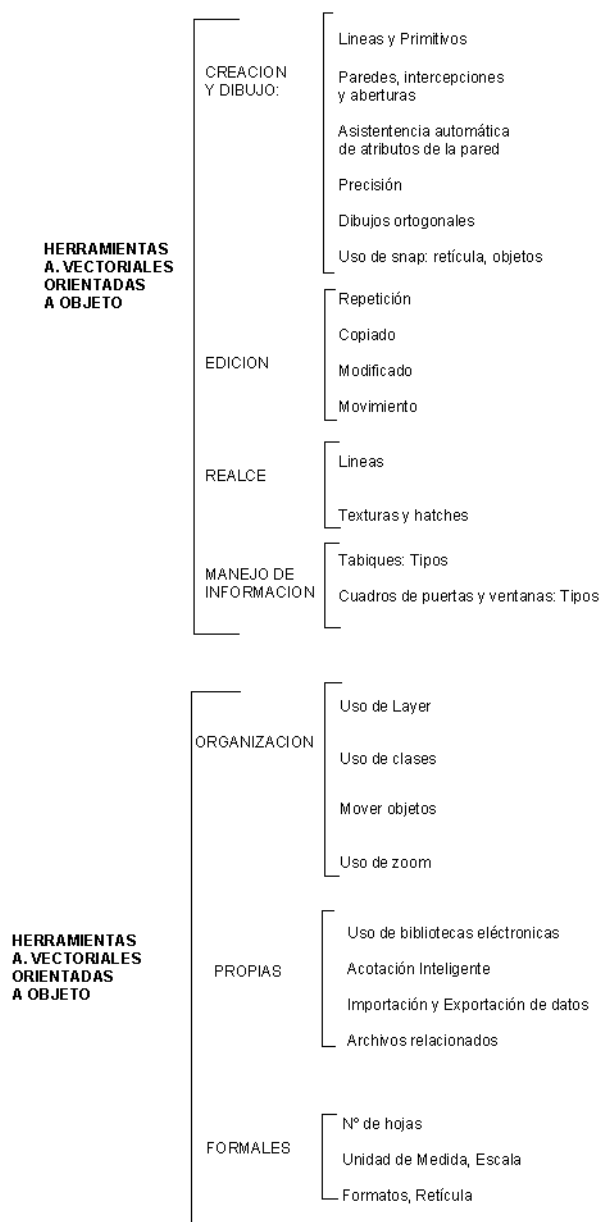 HERRAMIENTAS
A. VECTORIALES
ORIENTADAS
A OBJETO
CREACION
Y DIBUJO:
Lineas y Primitivos
Paredes, intercepciones
y aberturas
Asistentencia automática
de atributos de la pared
Precisión
Dibujos ortogonales
Uso de snap: retícula, objetos
EDICION
Repetición
Copiado
Modificado
Movimiento
REALCE
Lineas
Texturas y hatches
MANEJO DE
INFORMACION
Tabiques: Tipos
Cuadros de puertas y ventanas: Tipos
HERRAMIENTAS
A. VECTORIALES
ORIENTADAS
A OBJETO
ORGANIZACION
Uso de Layer
Uso de clases
Mover objetos
Uso de zoom
PROPIAS
Uso de bibliotecas eléctronicas
Acotación Inteligente
Importación y Exportación de datos
Archivos relacionados
FORMALES
Nº de hojas
Unidad de Medida, Escala
Formatos, Retícula